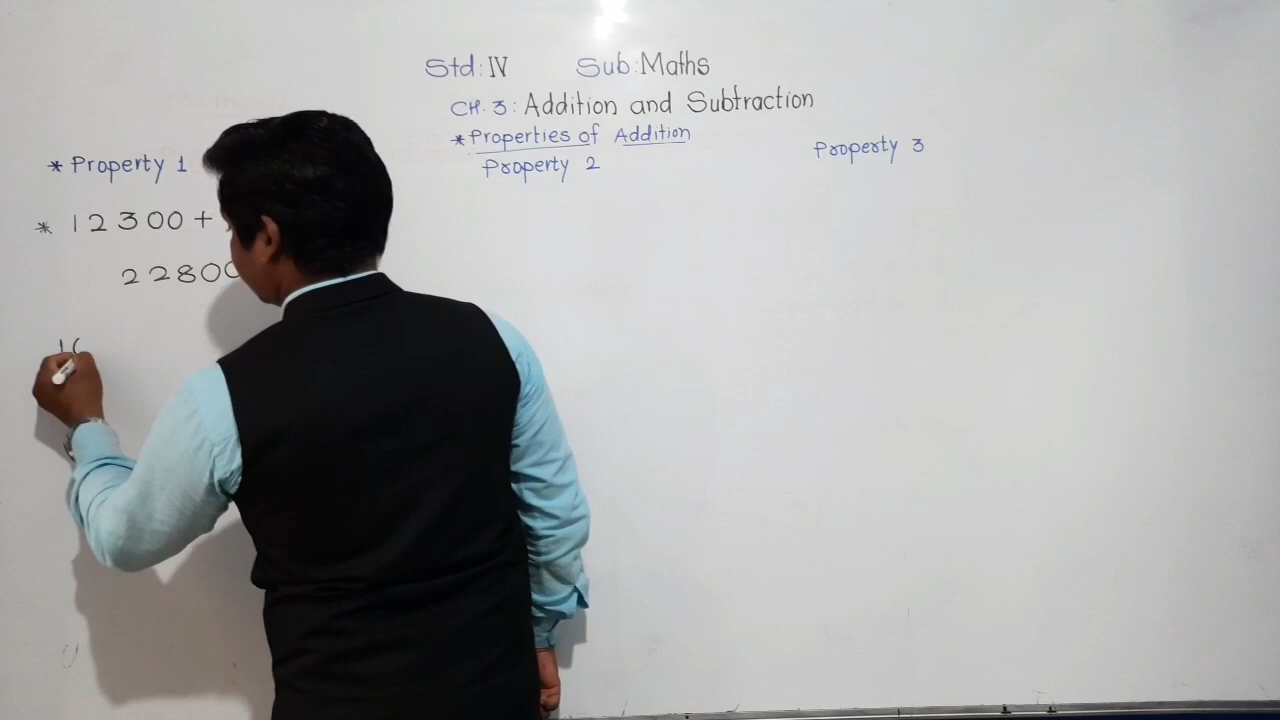 Std: IV Sub: Maths
CH. 3: Addition and Subtraction
* Properties of Addition
* Property 1
Property 2
Property 3
* 12300 +
22800